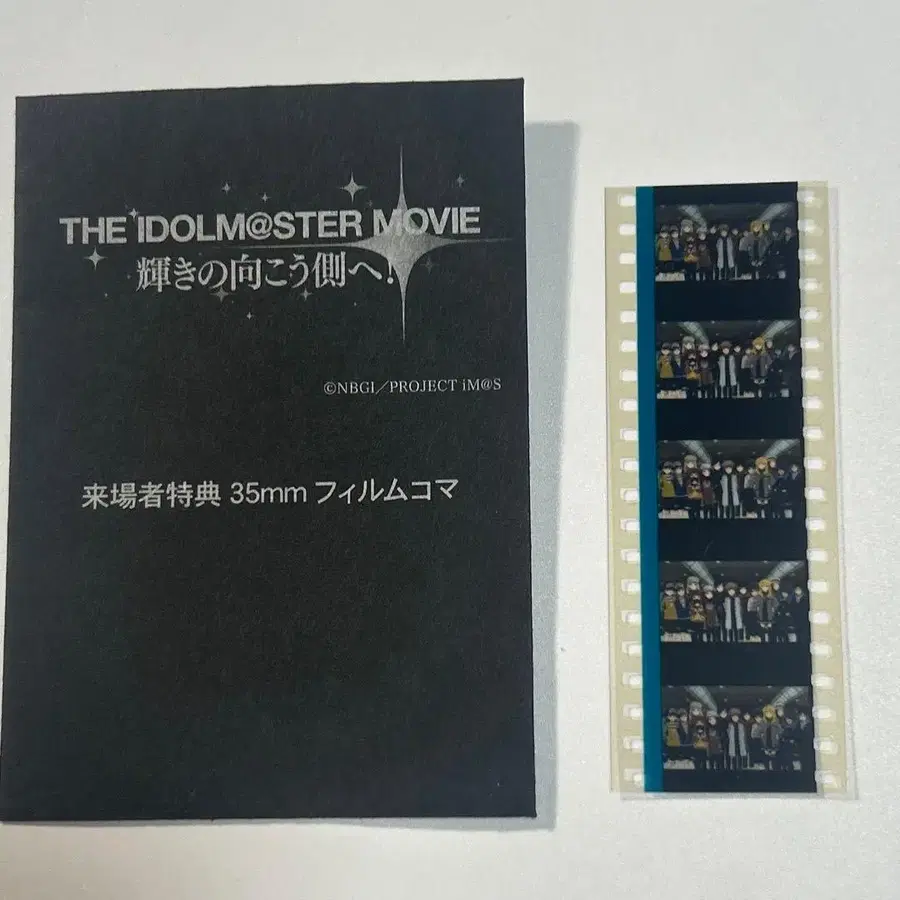 THE IDOLM@STER MOVIE
輝きの向こう側へ!
©NBGI／PROJECT iM@S
来場者特典 35mm フィルムコマ